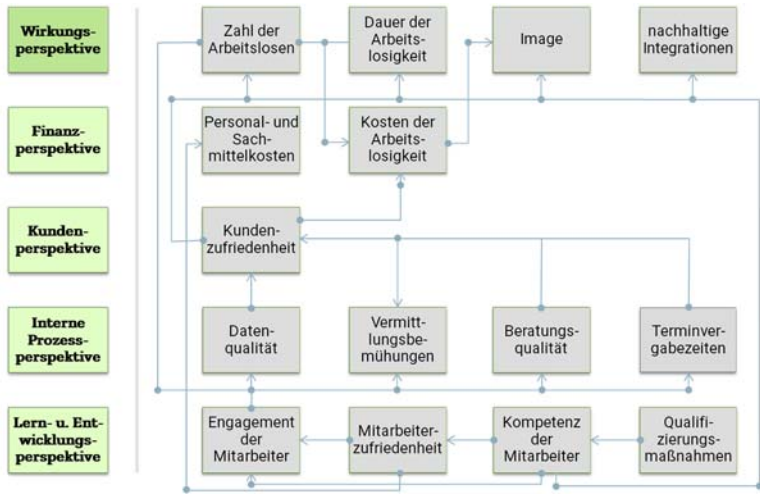 Wirkungs-
perspektive
Zahl der
Arbeitslosen
Dauer der
Arbeits-
losigkeit
Image
nachhaltige
Integrationen
Finanz-
perspektive
Personal- und
Sach-
mittelkosten
Kosten der
Arbeits-
losigkeit
Kunden-
perspektive
Kunden-
zufriedenheit
Interne
Prozess-
perspektive
Daten-
qualität
Vermitt-
lungsbe-
mühungen
Beratungs-
qualität
Terminver-
gabezeiten
Lern- u. Ent-
wicklungs-
perspektive
Engagement
der
Mitarbeiter
Mitarbeiter-
zufriedenheit
Kompetenz
der
Mitarbeiter
Qualifi-
zierungs-
maßnahmen